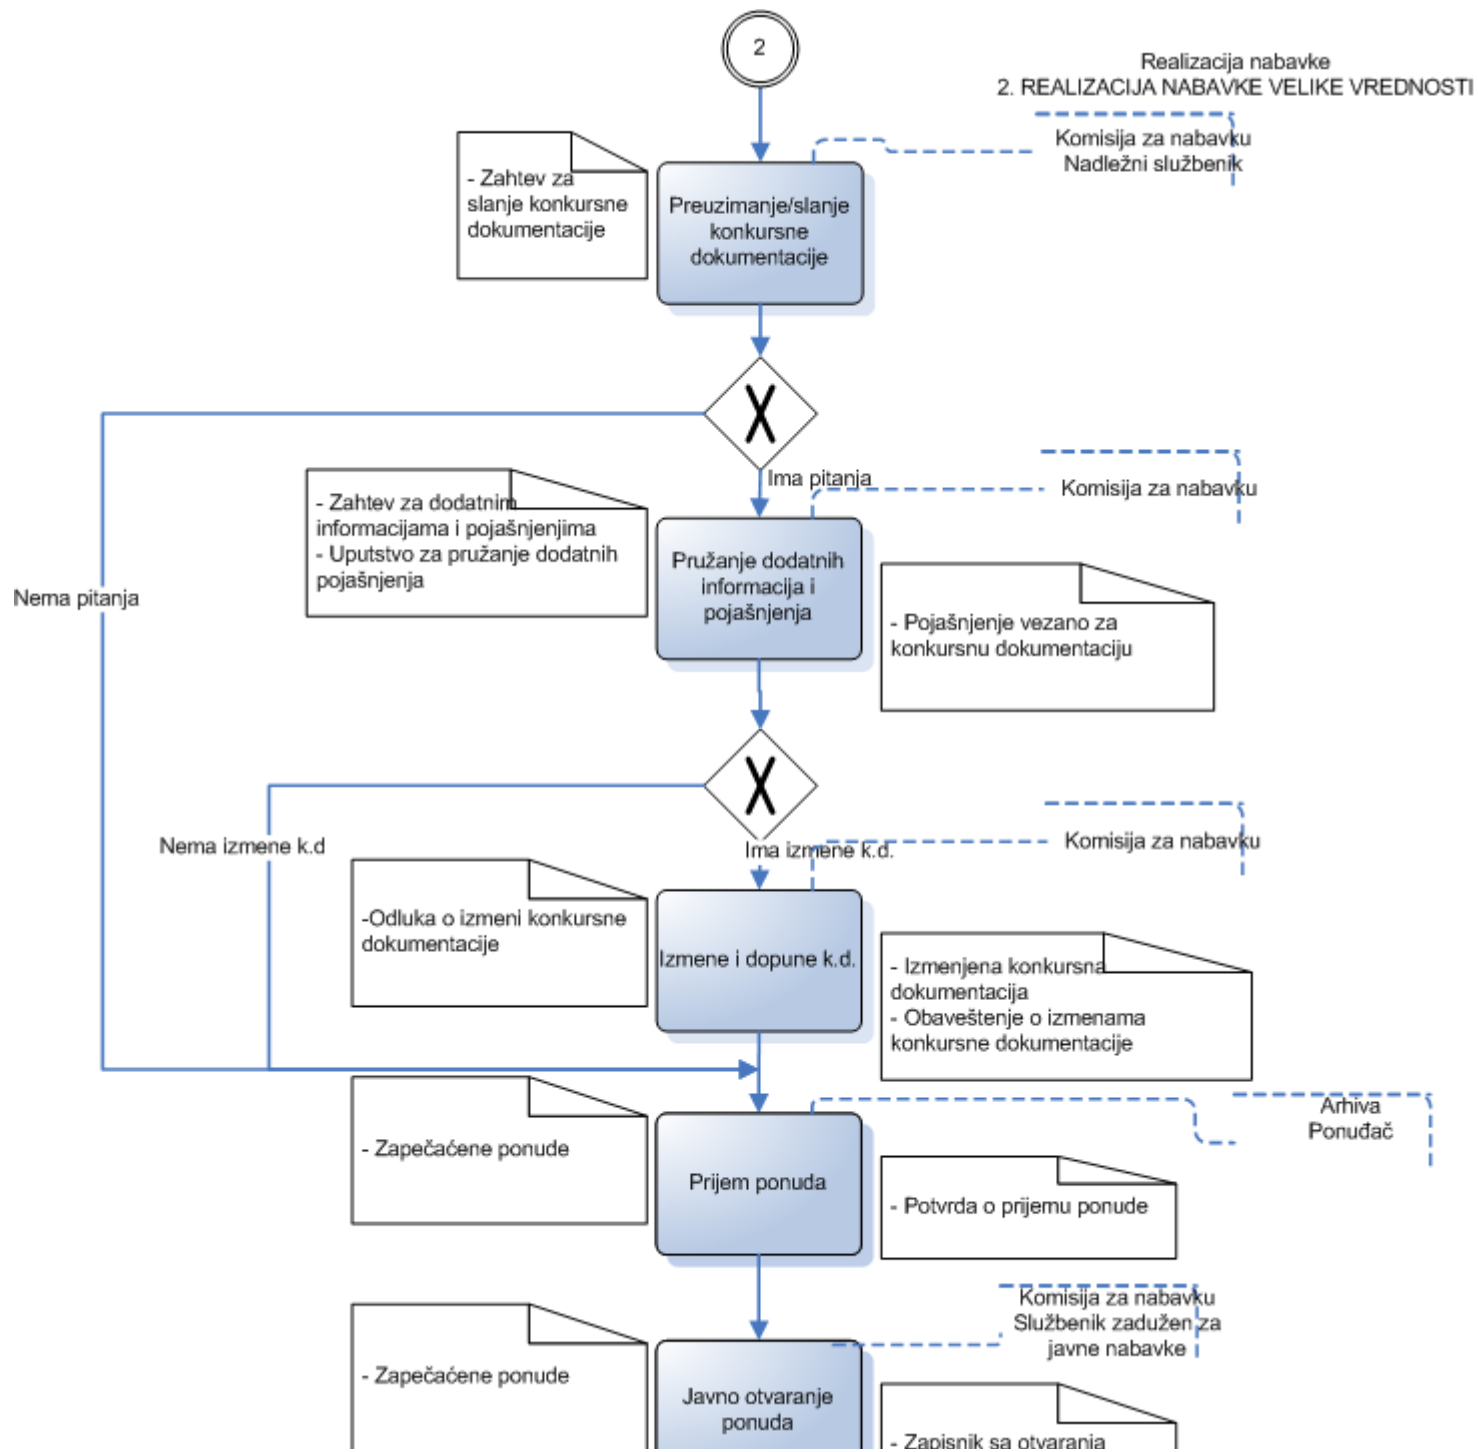 2
Realizacija nabavke
2. REALIZACIJA NABAVKE VELIKE VREDNOSTI
Komisija za nabavku
Nadležni službenik
- Zahtev za
slanje konkursne
dokumentacije
Preuzimanje/slanje
konkursne
dokumentacije
X
Ima pitanja
Komisija za nabavku
- Zahtev za dodatnim
informacijama i pojašnjenjima
- Uputstvo za pružanje dodatnih
pojašnjenja
Pružanje dodatnih
informacija i
pojašnjenja
Nema pitanja
- Pojašnjenje vezano za
konkursnu dokumentaciju
X
Nema izmene k.d
Ima izmene k.d.
Komisija za nabavku
-Odluka o izmeni konkursne
dokumentacije
Izmene i dopune k.d.
- Izmenjena konkursna
dokumentacija
- Obaveštenje o izmenama
konkursne dokumentacije
Arhiva
Ponuđač
- Zapečaćene ponude
Prijem ponuda
- Potvrda o prijemu ponude
Komisija za nabavku
Službenik zadužen za
javne nabavke
- Zapečaćene ponude
Javno otvaranje
ponuda
- Zapisnik sa otvaranja